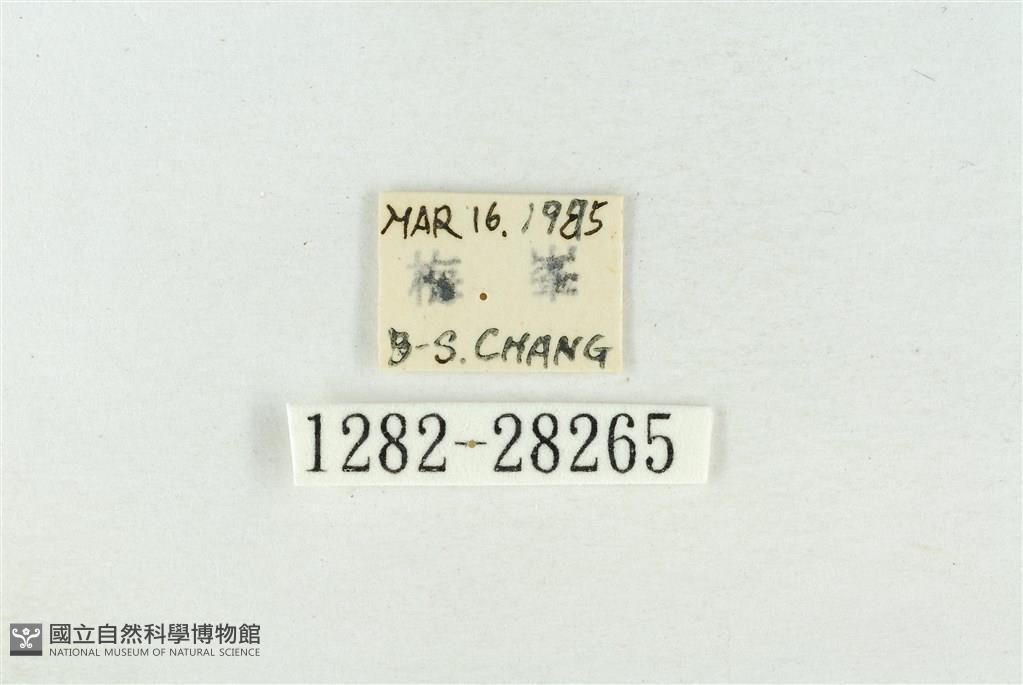 MAR 16. 1985
梅 峯
B-S. CHANG
1282-28265
國立自然科學博物館
NATIONAL MUSEUM OF NATURAL SCIENCE